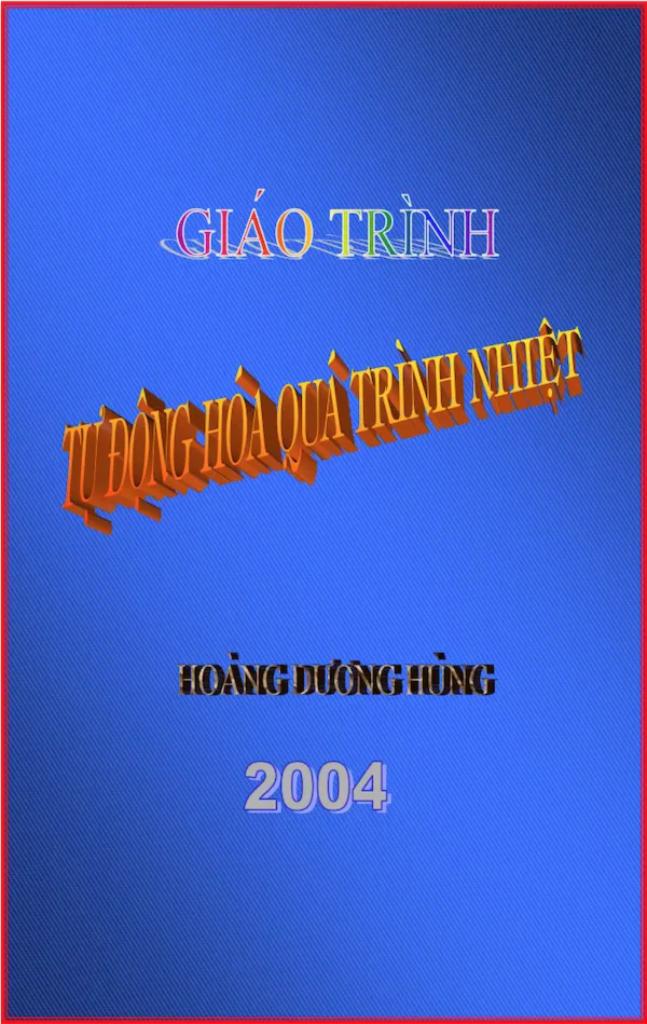 GIÁO TRÌNH
TỰ ĐỘNG HOÁ QUÁ TRÌNH NHIỆT
HOÀNG DƯƠNG HÙNG
2004